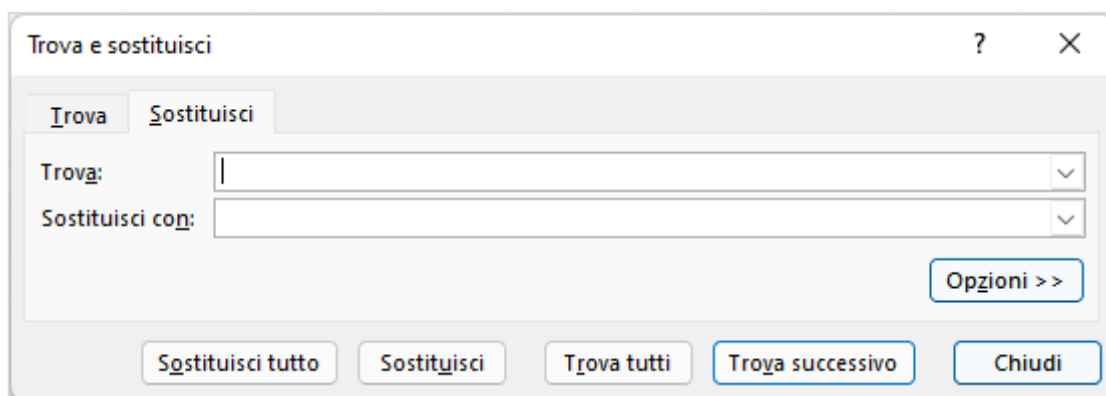 Trova e sostituisci ?
Trova Sostituisci
Trova:
Sostituisci con:
Opzioni >>
Sostituisci tutto Sostituisci Trova tutti Trova successivo Chiudi